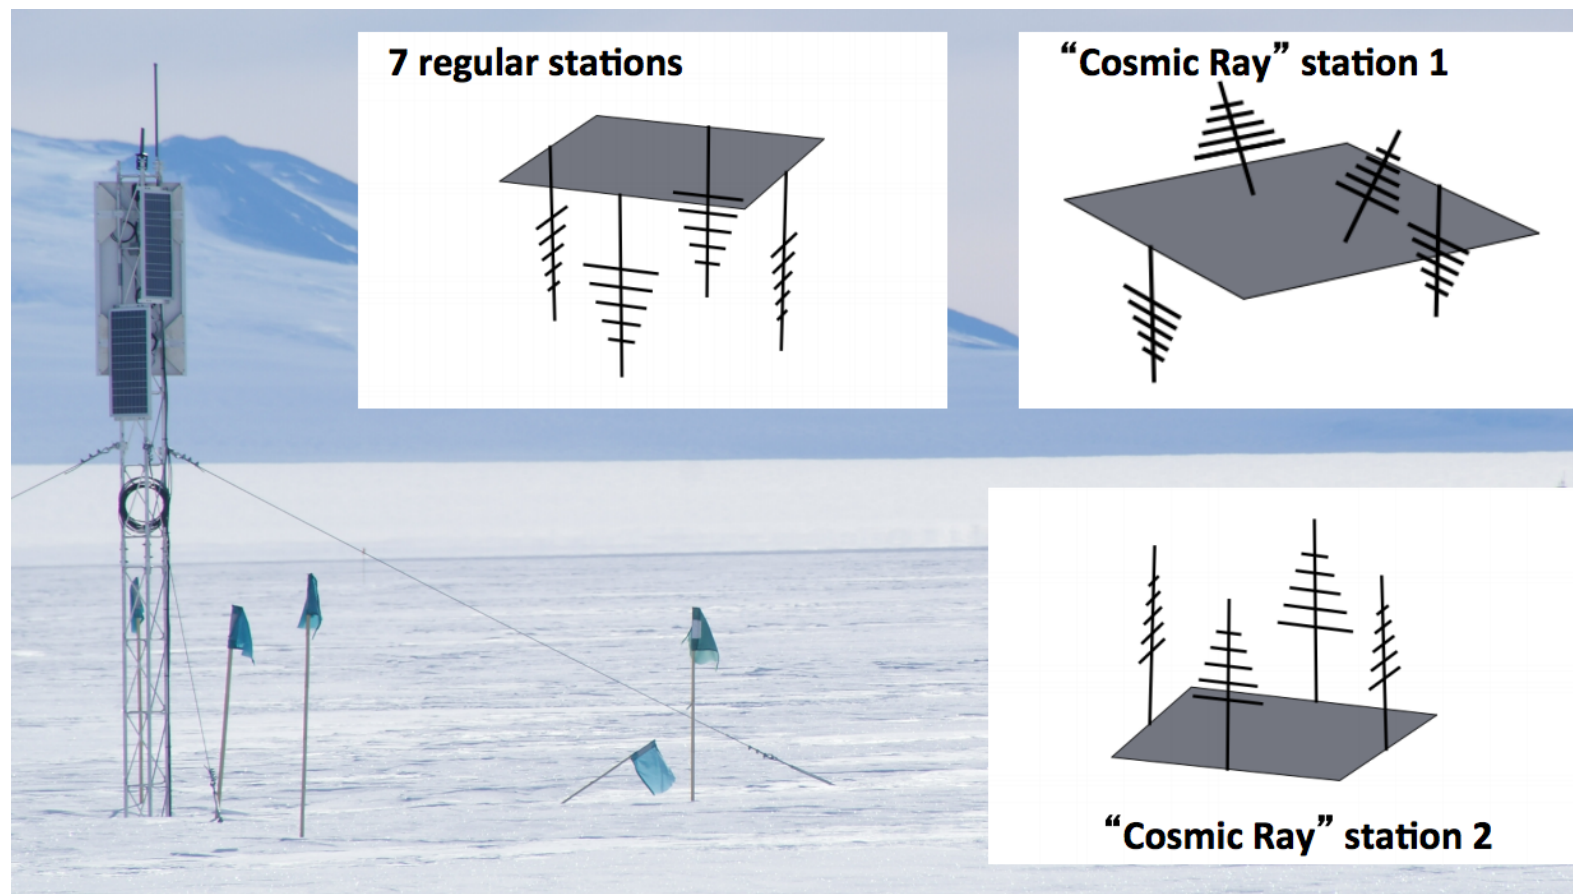 7 regular stations
“Cosmic Ray” station 1
“Cosmic Ray” station 2